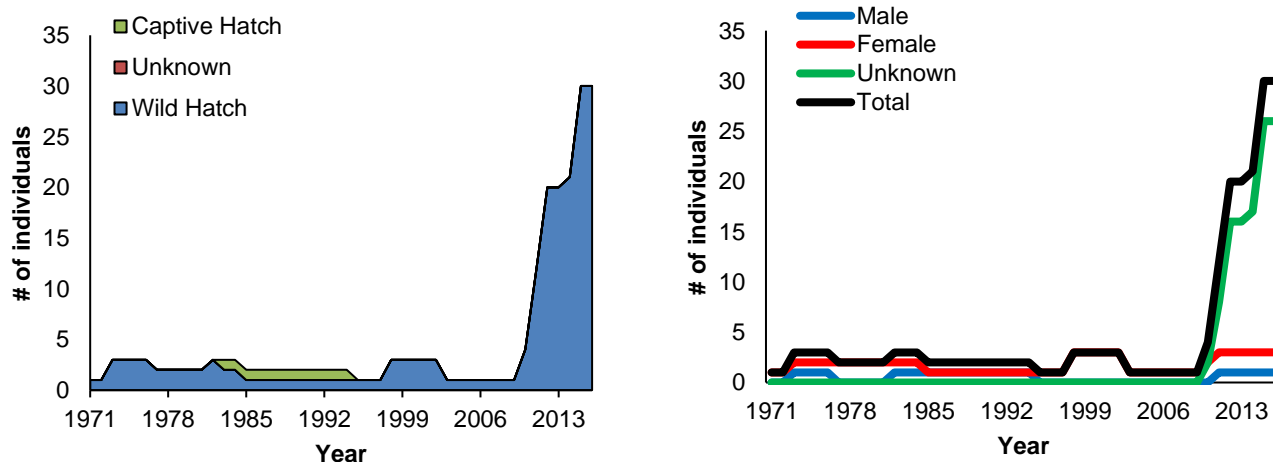 Captive Hatch
Unknown
Wild Hatch
# of individuals
35
30
25
20
15
10
5
0
1971 1978 1985 1992 1999 2006 2013
Year
Male
Female
Unknown
Total
# of individuals
35
30
25
20
15
10
5
0
1971 1978 1985 1992 1999 2006 2013
Year